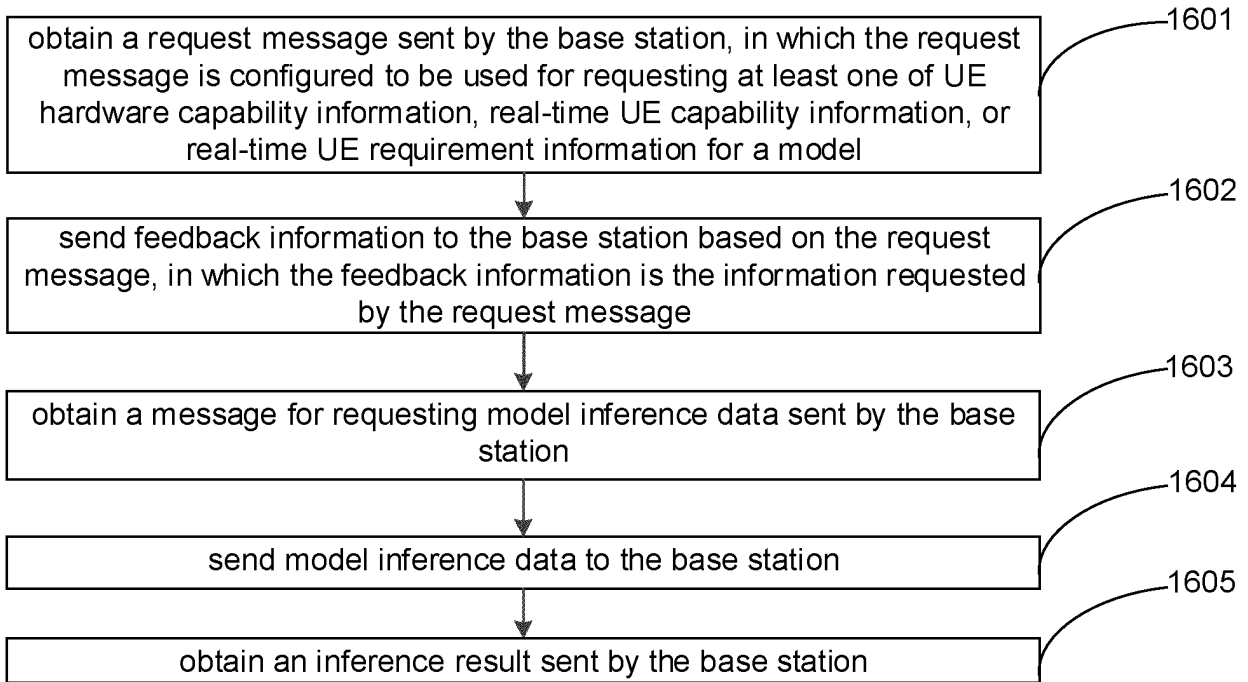 1601
obtain a request message sent by the base station, in which the request
message is configured to be used for requesting at least one of UE
hardware capability information, real-time UE capability information, or
real-time UE requirement information for a model
1602
send feedback information to the base station based on the request
message, in which the feedback information is the information requested
by the request message
1603
obtain a message for requesting model inference data sent by the base
station
1604
send model inference data to the base station
1605
obtain an inference result sent by the base station